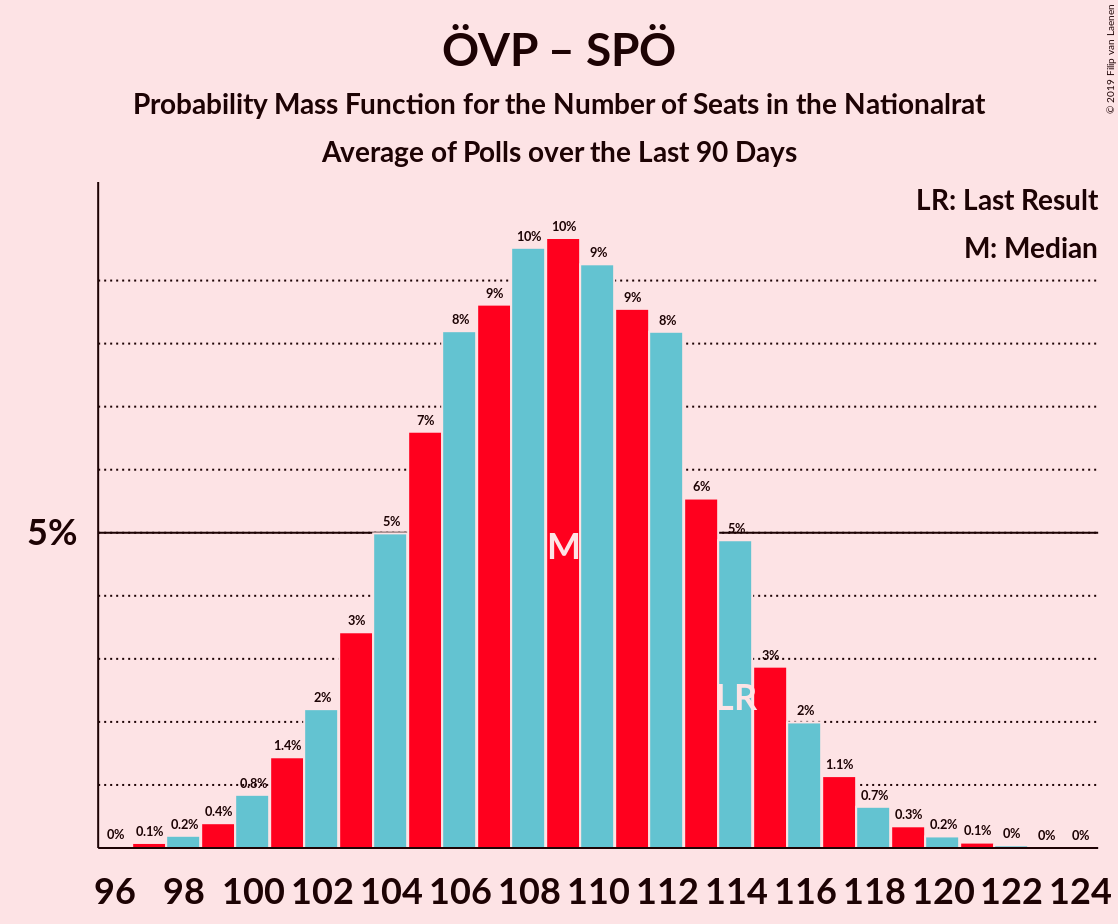 ÖVP – SPÖ
Probability Mass Function for the Number of Seats in the Nationalrat
Average of Polls over the Last 90 Days
© 2019 Filip van Laenen
LR: Last Result
M: Median
5%
0% 0.1% 0.2% 0.4% 0.8% 1.4% 2% 3% 5% 7% 8% 9% 10% 10% 9% 9% 8% 6% 5% 3% 2% 1.1% 0.7% 0.3% 0.2% 0.1% 0% 0% 0%
M
LR
96 98 100 102 104 106 108 110 112 114 116 118 120 122 124